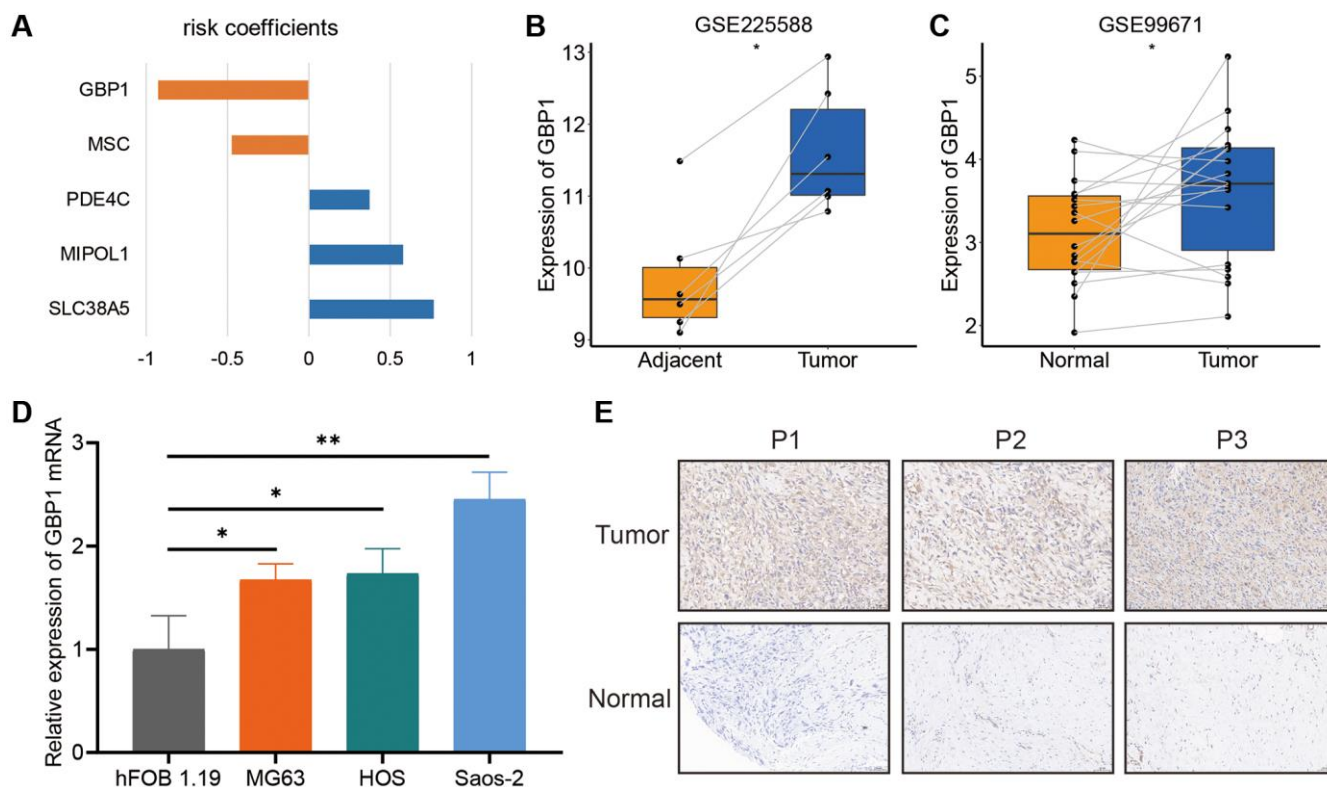 A
risk coefficients
GBP1
MSC
PDE4C
MIPOL1
SLC38A5
-1 -0.5 0 0.5 1
B
GSE225588
*
Expression of GBP1
13
12
11
10
9
Adjacent Tumor
C
GSE99671
*
Expression of GBP1
5
4
3
2
Normal Tumor
D
Relative expression of GBP1 mRNA
3
2
1
0
**
*
*
hFOB 1.19 MG63 HOS Saos-2
E
P1 P2 P3
Tumor
Normal